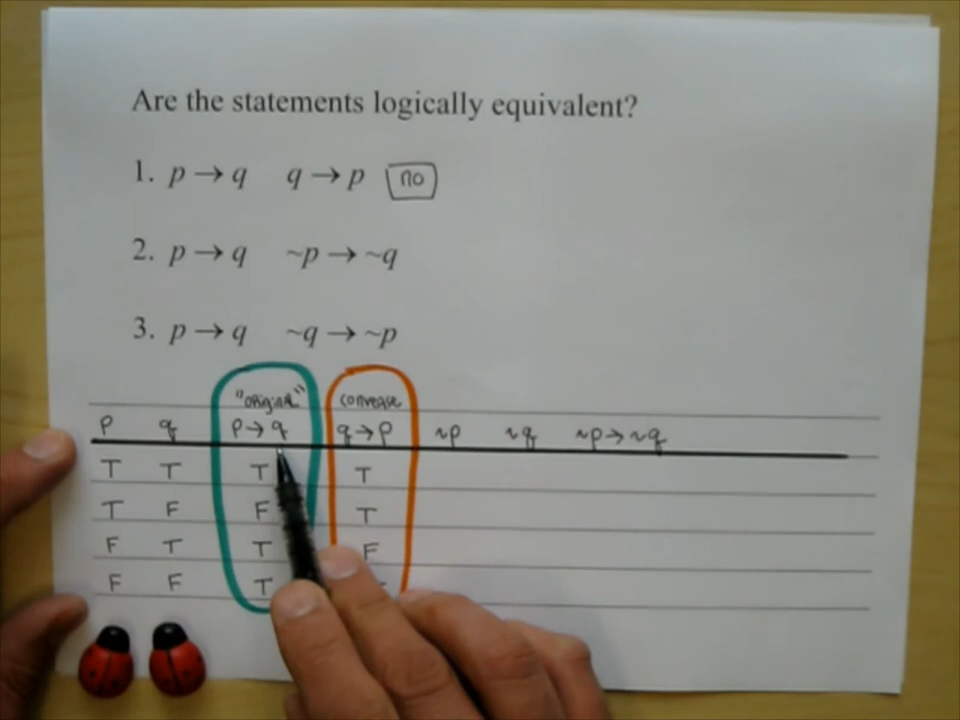 Are the statements logically equivalent?
1. p → q q → p no
2. p → q ~p → ~q
3. p → q ~q → ~p
"original" converse
P q P → q q → P ~P ~q ~P → ~q
T T T T
T F F T
F T T F
F F T